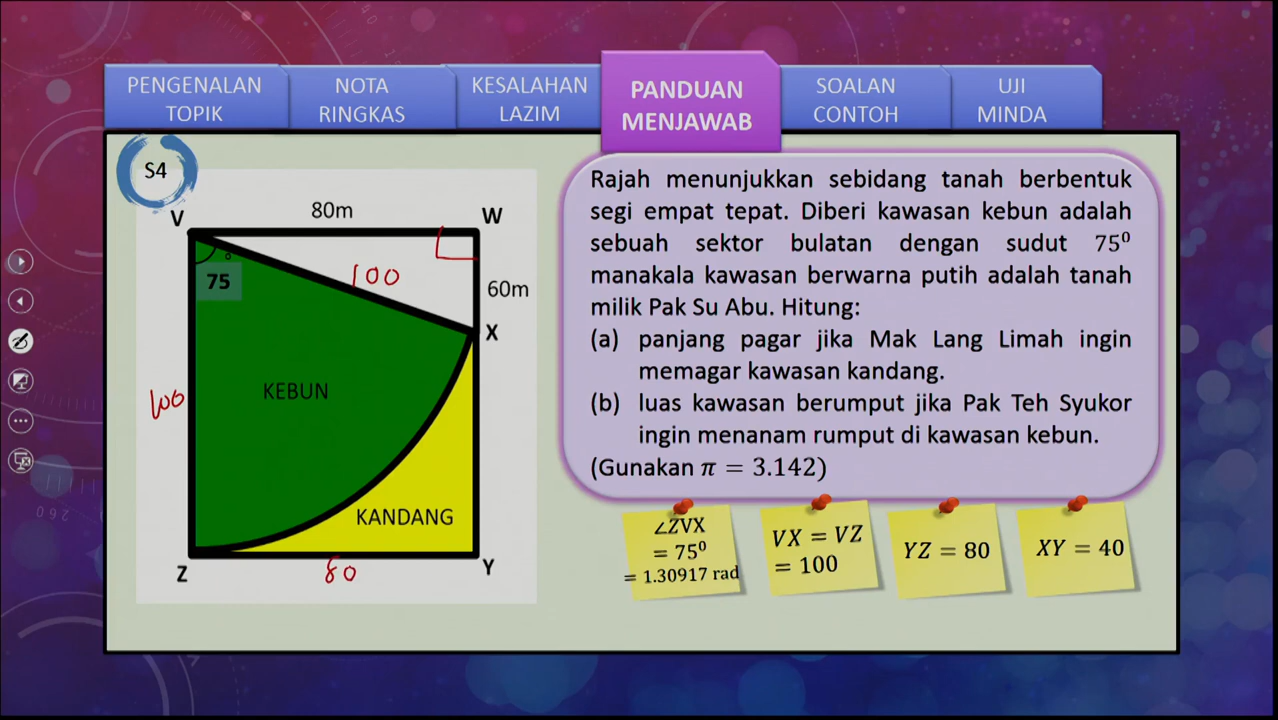 PENGENALAN
TOPIK
NOTA
RINGKAS
KESALAHAN
LAZIM
PANDUAN
MENJAWAB
SOALAN
CONTOH
UJI
MINDA
S4
V
80m
W
75
°
100
60m
X
KEBUN
100
KANDANG
Z
80
Y
Rajah menunjukkan sebidang tanah berbentuk
segi empat tepat. Diberi kawasan kebun adalah
sebuah sektor bulatan dengan sudut 75⁰
manakala kawasan berwarna putih adalah tanah
milik Pak Su Abu. Hitung:
(a) panjang pagar jika Mak Lang Limah ingin
memagar kawasan kandang.
(b) luas kawasan berumput jika Pak Teh Syukor
ingin menanam rumput di kawasan kebun.
(Gunakan π = 3.142)
∠ZVX
= 75⁰
= 1.30917 rad
VX = VZ
= 100
YZ = 80
XY = 40